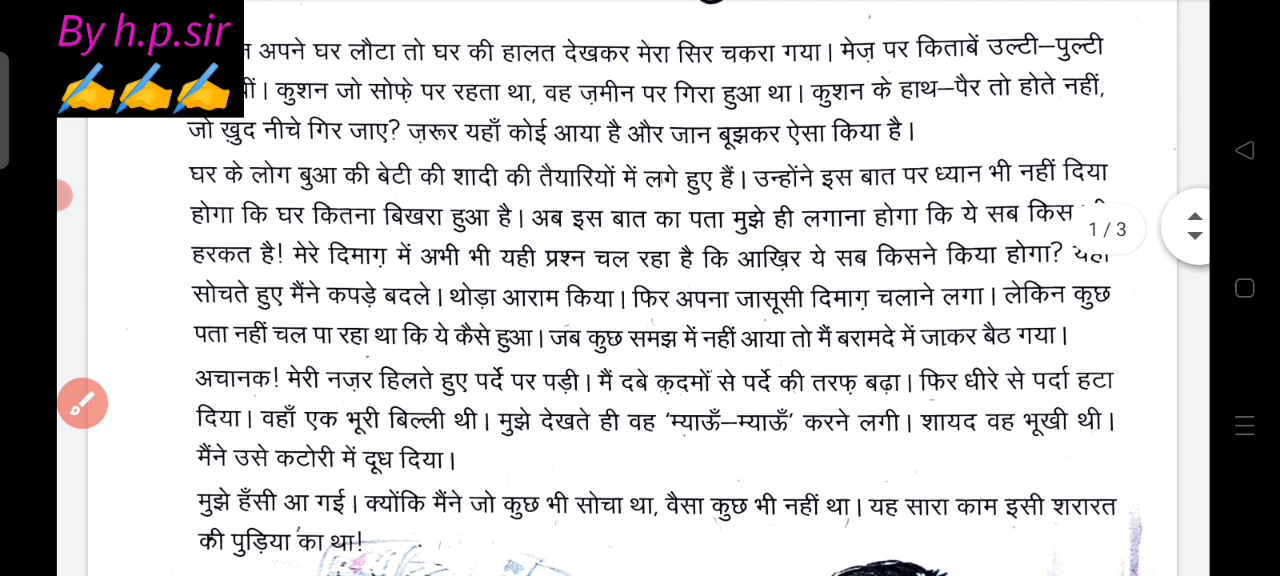 By h.p.sir
अपने घर लौटा तो घर की हालत देखकर मेरा सिर चकरा गया। मेज़ पर किताबें उल्टी–पुल्टी
कुशन जो सोफ़े पर रहता था, वह ज़मीन पर गिरा हुआ था। कुशन के हाथ–पैर तो होते नहीं,
जो ख़ुद नीचे गिर जाए? ज़रूर यहाँ कोई आया है और जान बूझकर ऐसा किया है।
घर के लोग बुआ की बेटी की शादी की तैयारियों में लगे हुए हैं। उन्होंने इस बात पर ध्यान भी नहीं दिया
होगा कि घर कितना बिखरा हुआ है। अब इस बात का पता मुझे ही लगाना होगा कि ये सब किस
1 / 3
हरकत है! मेरे दिमाग़ में अभी भी यही प्रश्न चल रहा है कि आख़िर ये सब किसने किया होगा?
सोचते हुए मैंने कपड़े बदले। थोड़ा आराम किया। फिर अपना जासूसी दिमाग़ चलाने लगा। लेकिन कुछ
पता नहीं चल पा रहा था कि ये कैसे हुआ। जब कुछ समझ में नहीं आया तो मैं बरामदे में जाकर बैठ गया।
अचानक! मेरी नज़र हिलते हुए पर्दे पर पड़ी। मैं दबे क़दमों से पर्दे की तरफ़ बढ़ा। फिर धीरे से पर्दा हटा
दिया। वहाँ एक भूरी बिल्ली थी। मुझे देखते ही वह ‘म्याऊँ–म्याऊँ’ करने लगी। शायद वह भूखी थी।
मैंने उसे कटोरी में दूध दिया।
मुझे हँसी आ गई। क्योंकि मैंने जो कुछ भी सोचा था, वैसा कुछ भी नहीं था। यह सारा काम इसी शरारत
की पुड़िया का था!